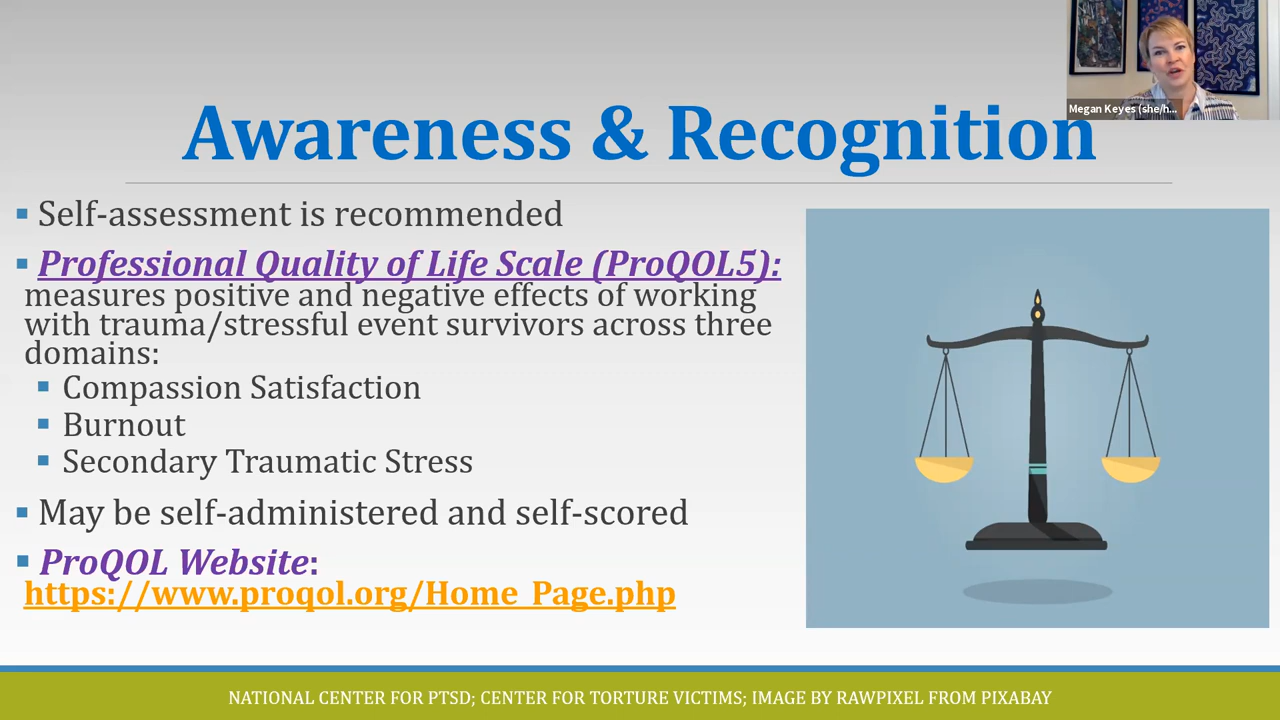 Megan Keyes (she/h...
Awareness & Recognition
Self-assessment is recommended
Professional Quality of Life Scale (ProQOL5):
measures positive and negative effects of working
with trauma/stressful event survivors across three
domains:
Compassion Satisfaction
Burnout
Secondary Traumatic Stress
May be self-administered and self-scored
ProQOL Website:
https://www.proqol.org/Home_Page.php
NATIONAL CENTER FOR PTSD; CENTER FOR TORTURE VICTIMS; IMAGE BY RAWPIXEL FROM PIXABAY